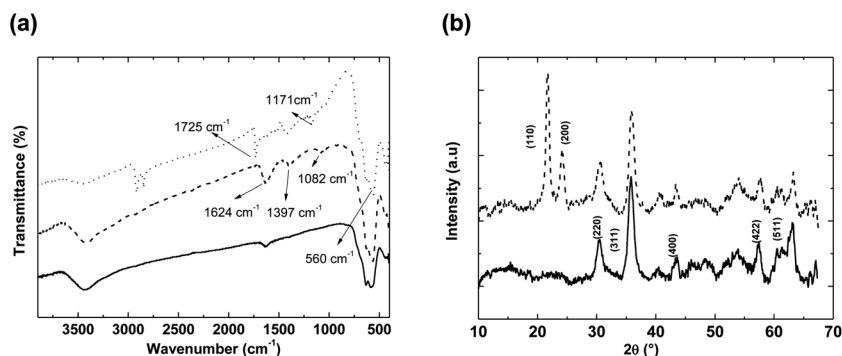 (a)
Transmittance (%)
1725 cm-1
1171cm-1
1624 cm-1
1397 cm-1
1082 cm-1
560 cm-1
3500 3000 2500 2000 1500 1000 500
Wavenumber (cm-1)
(b)
Intensity (a.u)
(110)
(200)
(220)
(311)
(400)
(422)
(511)
10 20 30 40 50 60 70
2θ (°)